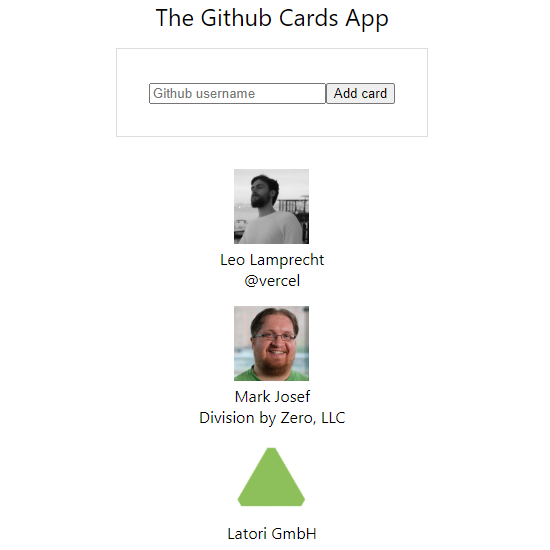 The Github Cards App
Github username Add card
Leo Lamprecht
@vercel
Mark Josef
Division by Zero, LLC
Latori GmbH